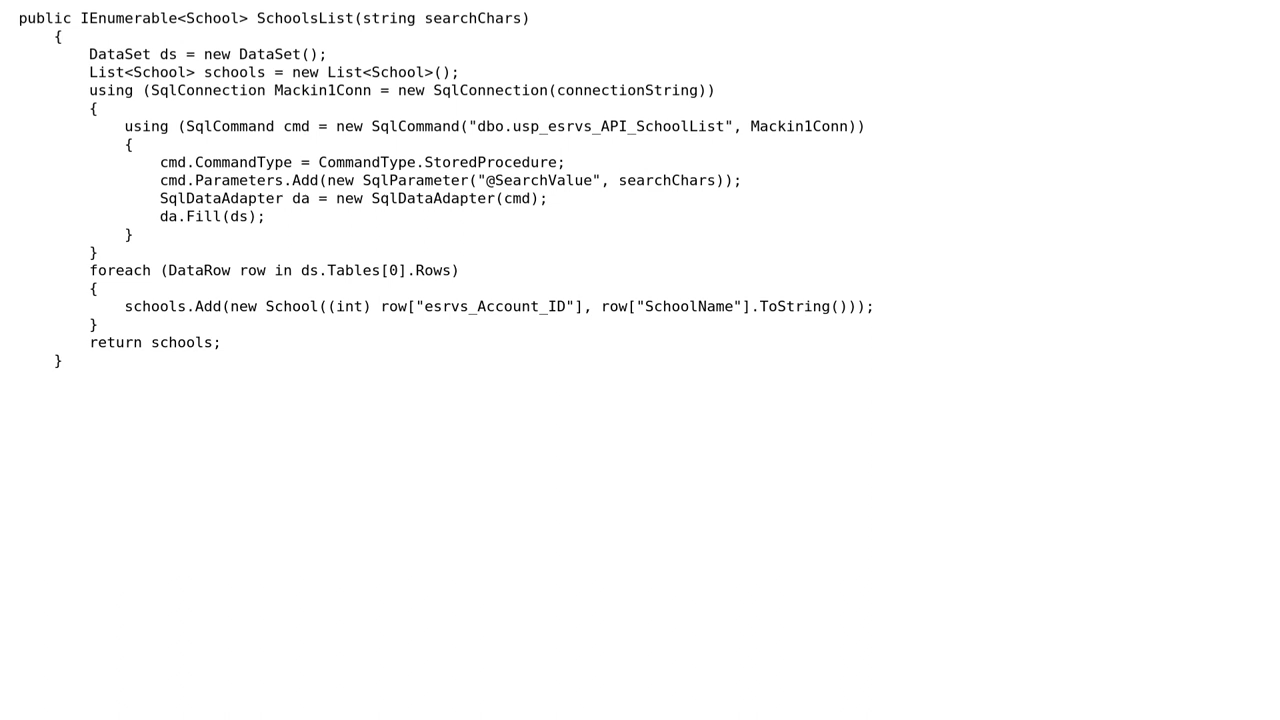 public IEnumerable<School> SchoolsList(string searchChars)
    {
        DataSet ds = new DataSet();
        List<School> schools = new List<School>();
        using (SqlConnection Mackin1Conn = new SqlConnection(connectionString))
        {
            using (SqlCommand cmd = new SqlCommand("dbo.usp_esrvs_API_SchoolList", Mackin1Conn))
            {
                cmd.CommandType = CommandType.StoredProcedure;
                cmd.Parameters.Add(new SqlParameter("@SearchValue", searchChars));
                SqlDataAdapter da = new SqlDataAdapter(cmd);
                da.Fill(ds);
            }
        }
        foreach (DataRow row in ds.Tables[0].Rows)
        {
            schools.Add(new School((int) row["esrvs_Account_ID"], row["SchoolName"].ToString()));
        }
        return schools;
    }